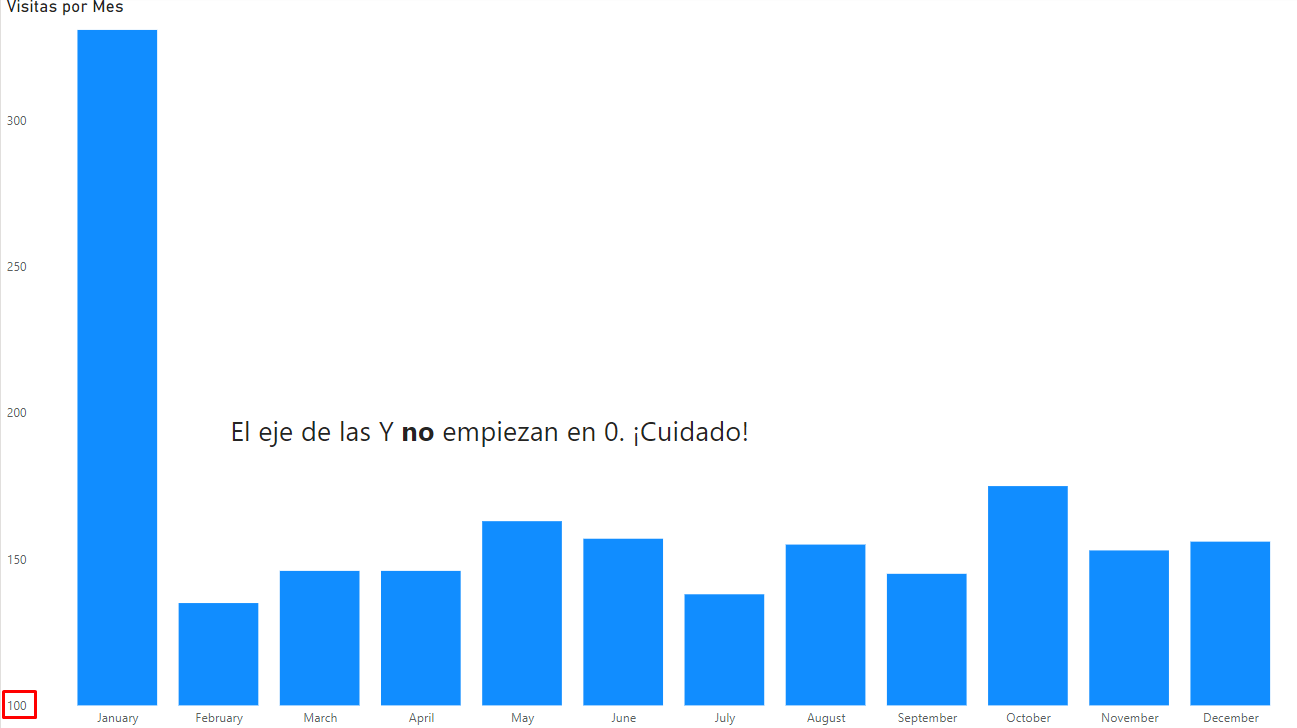 Visitas por Mes
300
250
200
El eje de las Y no empiezan en 0. ¡Cuidado!
150
100
January February March April May June July August September October November December